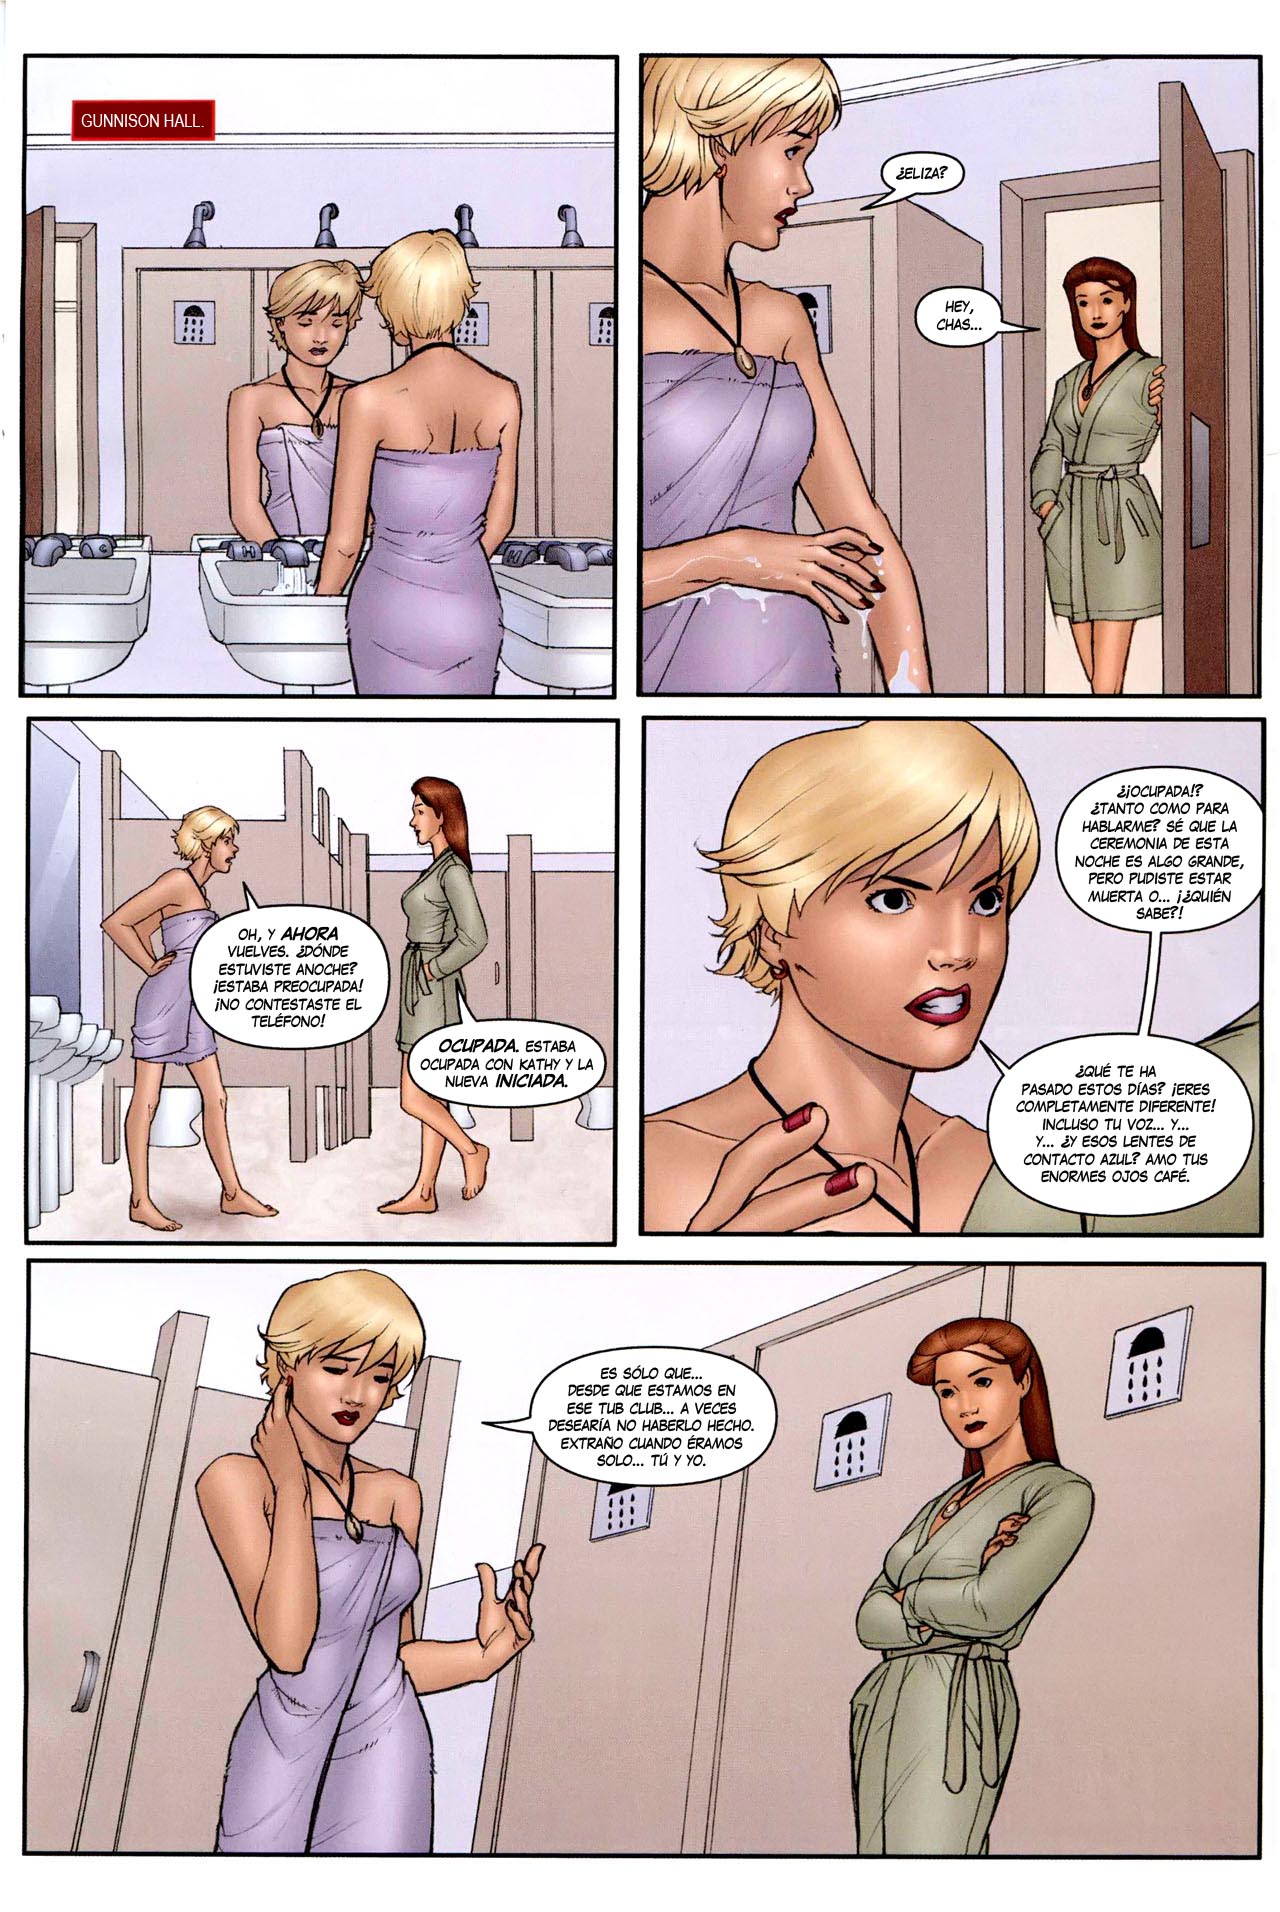 GUNNISON HALL.
¿ELIZA?
HEY,
CHAS...
OH, Y AHORA
VUELVES. ¿DÓNDE
ESTUVISTE ANOCHE?
¡ESTABA PREOCUPADA!
¡NO CONTESTASTE EL
TELÉFONO!
OCUPADA. ESTABA
OCUPADA CON KATHY Y LA
NUEVA INICIADA.
¿¡OCUPADA!?
¿TANTO COMO PARA
HABLARME? SÉ QUE LA
CEREMONIA DE ESTA
NOCHE ES ALGO GRANDE,
PERO PUDISTE ESTAR
MUERTA O... ¡¿QUIÉN
SABE?!
¿QUÉ TE HA
PASADO ESTOS DÍAS? ¡ERES
COMPLETAMENTE DIFERENTE!
INCLUSO TU VOZ... Y...
Y... ¿Y ESOS LENTES DE
CONTACTO AZUL? AMO TUS
ENORMES OJOS CAFÉ.
ES SÓLO QUE...
DESDE QUE ESTAMOS EN
ESE TUB CLUB... A VECES
DESEARÍA NO HABERLO HECHO.
EXTRAÑO CUANDO ÉRAMOS
SOLO... TÚ Y YO.